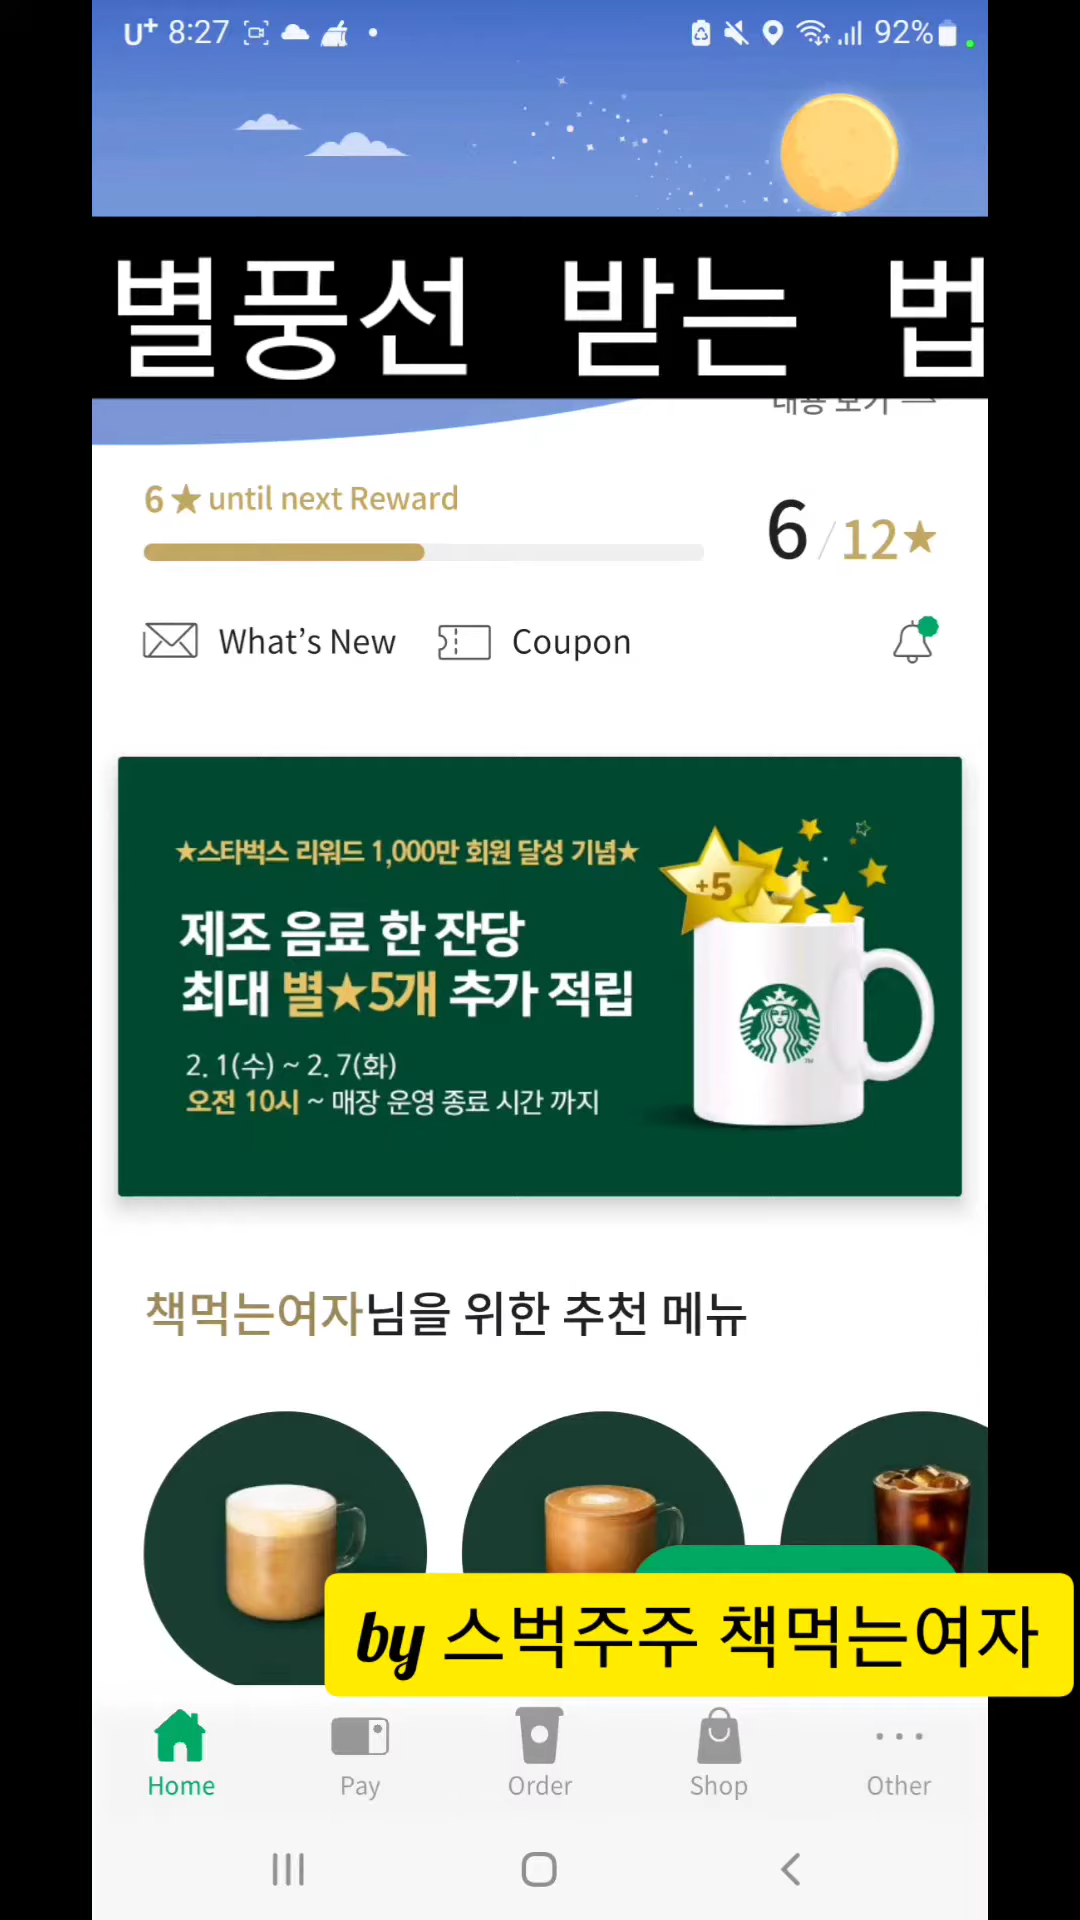 U+ 8:27 92%
별풍선 받는 법
내용 보기
6★ until next Reward
6/12★
What's New Coupon
★스타벅스 리워드 1,000만 회원 달성 기념★
+5
제조 음료 한 잔당
최대 별★5개 추가 적립
2. 1(수) ~ 2. 7(화)
오전 10시 ~ 매장 운영 종료 시간 까지
책먹는여자님을 위한 추천 메뉴
by 스벅주주 책먹는여자
Home Pay Order Shop Other